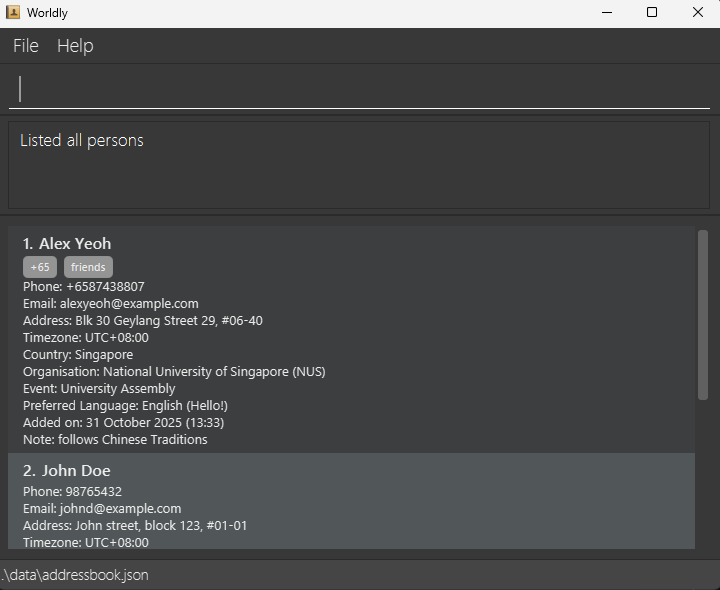 Worldly
File Help
Listed all persons
1. Alex Yeoh
+65 friends
Phone: +6587438807
Email: alexyeoh@example.com
Address: Blk 30 Geylang Street 29, #06-40
Timezone: UTC+08:00
Country: Singapore
Organisation: National University of Singapore (NUS)
Event: University Assembly
Preferred Language: English (Hello!)
Added on: 31 October 2025 (13:33)
Note: follows Chinese Traditions
2. John Doe
Phone: 98765432
Email: johnd@example.com
Address: John street, block 123, #01-01
Timezone: UTC+08:00
.\data\addressbook.json